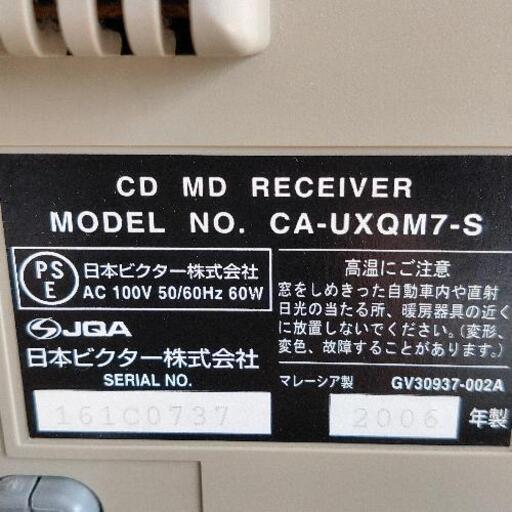 CD MD RECEIVER
MODEL NO. CA-UXQM7-S
PSE
日本ビクター株式会社
AC 100V 50/60Hz 60W
JQA
日本ビクター株式会社
SERIAL NO.
161C0737
高温にご注意
窓をしめきった自動車内や直射
日光の当たる所、暖房器具の近く
に放置しないでください。(変形、
変色、故障することがあります。)
マレーシア製 GV30937-002A
2006 年製